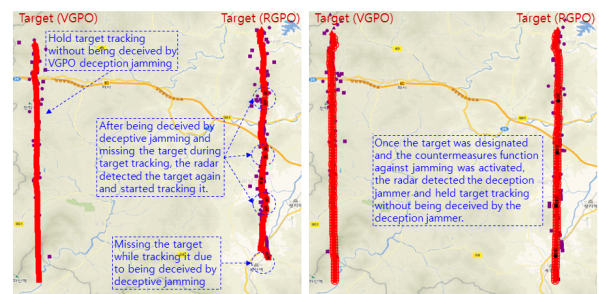 Target (VGPO)
Target (RGPO)
Hold target tracking
without being deceived by
VGPO deception jamming
After being deceived by
deceptive jamming and
missing the target during
target tracking, the radar
detected the target again
and started tracking it.
Missing the target
while tracking it due
to being deceived by
deceptive jamming
Target (VGPO)
Target (RGPO)
Once the target was designated
and the countermeasures function
against jamming was activated,
the radar detected the deception
jammer and held target tracking
without being deceived by the
deception jammer.